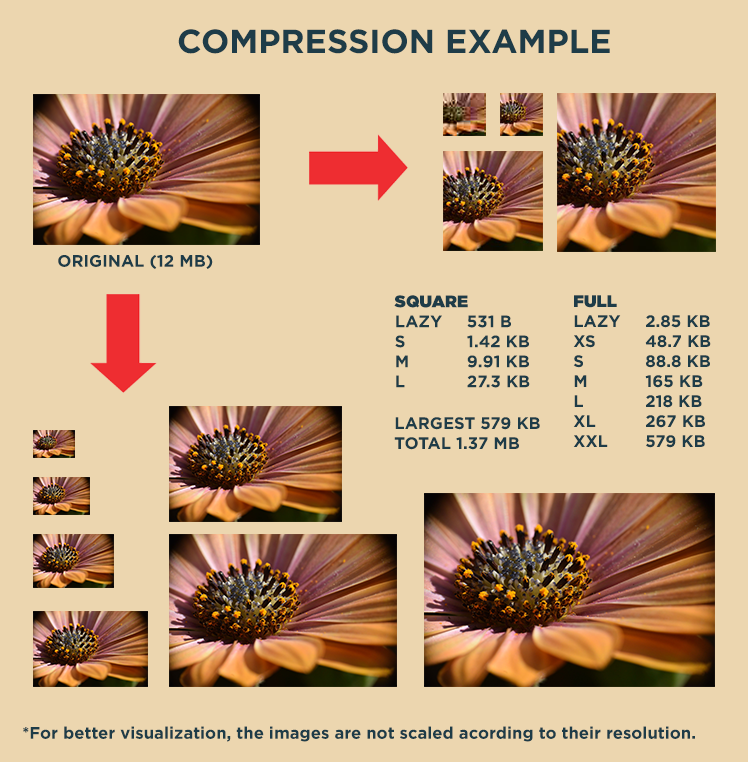 COMPRESSION EXAMPLE
ORIGINAL (12 MB)
SQUARE
LAZY 531 B
S 1.42 KB
M 9.91 KB
L 27.3 KB
LARGEST 579 KB
TOTAL 1.37 MB
FULL
LAZY 2.85 KB
XS 48.7 KB
S 88.8 KB
M 165 KB
L 218 KB
XL 267 KB
XXL 579 KB
*For better visualization, the images are not scaled acording to their resolution.